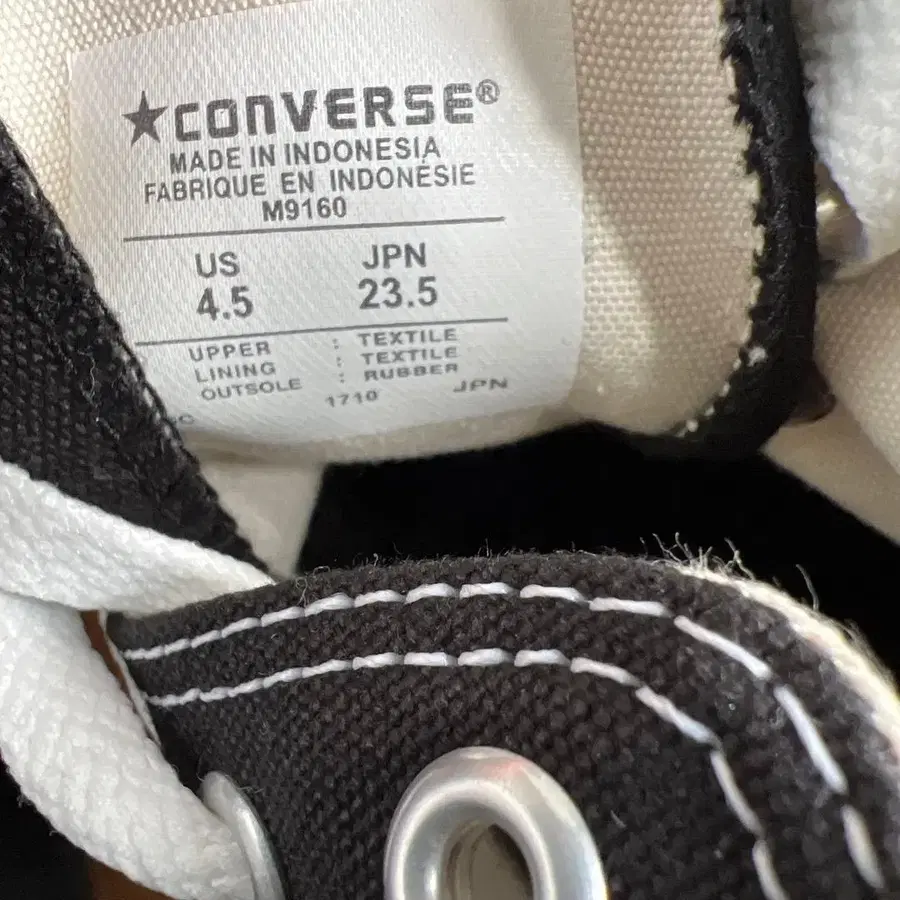 ★CONVERSE®
MADE IN INDONESIA
FABRIQUE EN INDONÉSIE
M9160
US JPN
4.5 23.5
UPPER : TEXTILE
LINING : TEXTILE
OUTSOLE : RUBBER
1710 JPN